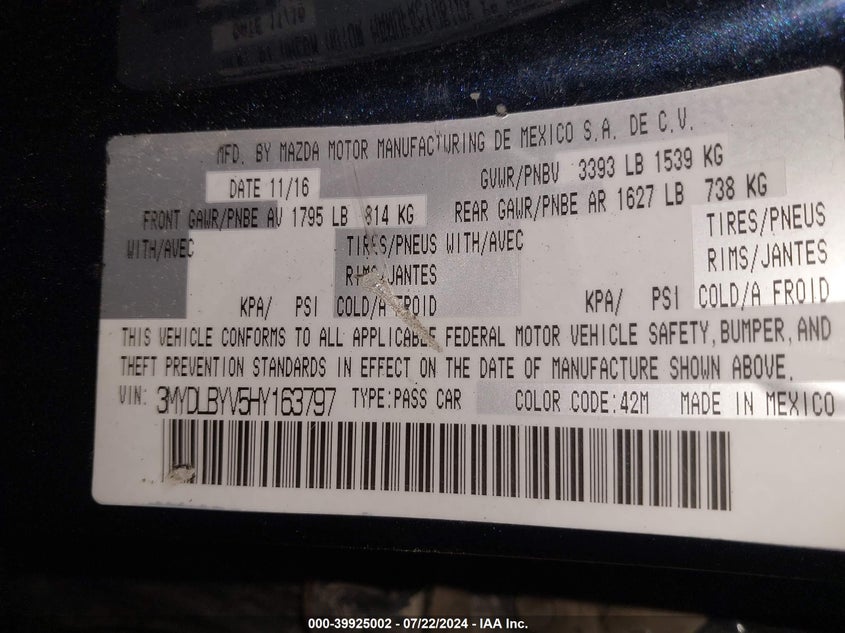 MFD. BY MAZDA MOTOR MANUFACTURING DE MEXICO S.A. DE C.V.
DATE 11/16 GVWR/PNBV 3393 LB 1539 KG
FRONT GAWR/PNBE AV 1795 LB 814 KG REAR GAWR/PNBE AR 1627 LB 738 KG
WITH/AVEC TIRES/PNEUS WITH/AVEC TIRES/PNEUS
RIMS/JANTES RIMS/JANTES
KPA/ PSI COLD/A FROID KPA/ PSI COLD/A FROID
THIS VEHICLE CONFORMS TO ALL APPLICABLE FEDERAL MOTOR VEHICLE SAFETY, BUMPER, AND
THEFT PREVENTION STANDARDS IN EFFECT ON THE DATE OF MANUFACTURE SHOWN ABOVE.
VIN: 3MYDLBYV5HY163797 TYPE:PASS CAR COLOR CODE:42M MADE IN MEXICO
000-39925002 - 07/22/2024 - IAA Inc.